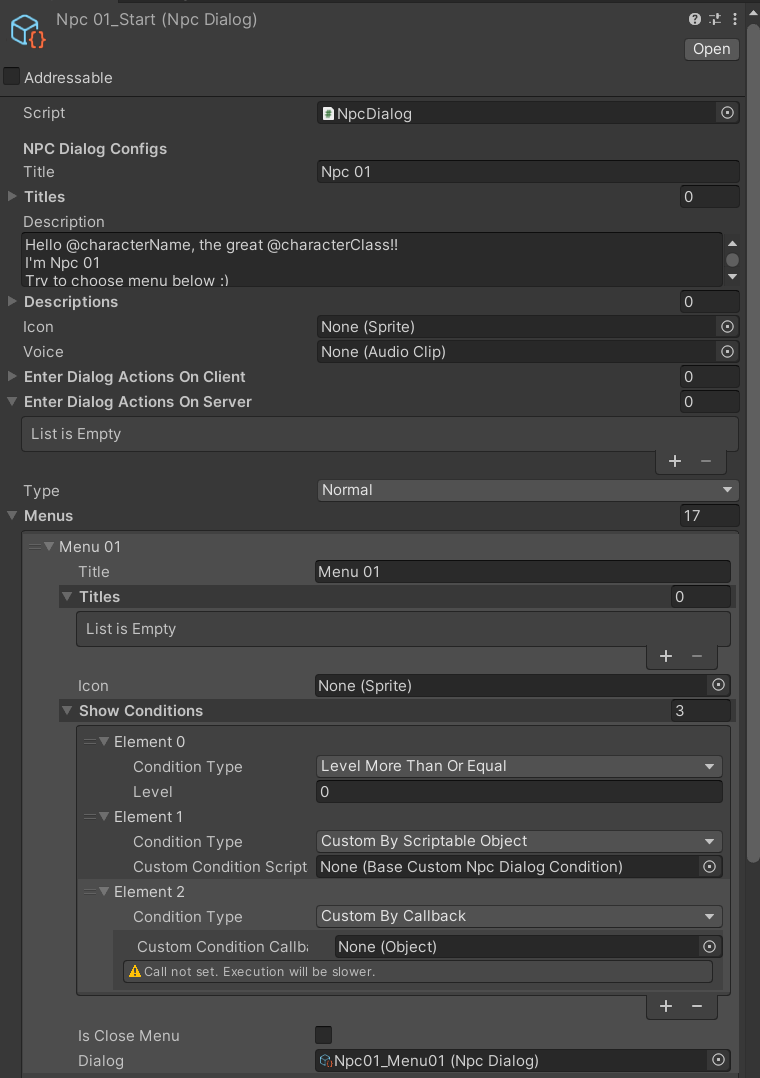 Npc 01_Start (Npc Dialog)
Open
Addressable
Script NpcDialog
NPC Dialog Configs
Title Npc 01
Titles 0
Description
Hello @characterName, the great @characterClass!!
I'm Npc 01
Try to choose menu below :)
Descriptions 0
Icon None (Sprite)
Voice None (Audio Clip)
Enter Dialog Actions On Client 0
Enter Dialog Actions On Server 0
List is Empty
+ −
Type Normal
Menus 17
Menu 01
Title Menu 01
Titles 0
List is Empty
+ −
Icon None (Sprite)
Show Conditions 3
Element 0
Condition Type Level More Than Or Equal
Level 0
Element 1
Condition Type Custom By Scriptable Object
Custom Condition Script None (Base Custom Npc Dialog Condition)
Element 2
Condition Type Custom By Callback
Custom Condition Callba None (Object)
Call not set. Execution will be slower.
+ −
Is Close Menu
Dialog Npc01_Menu01 (Npc Dialog)